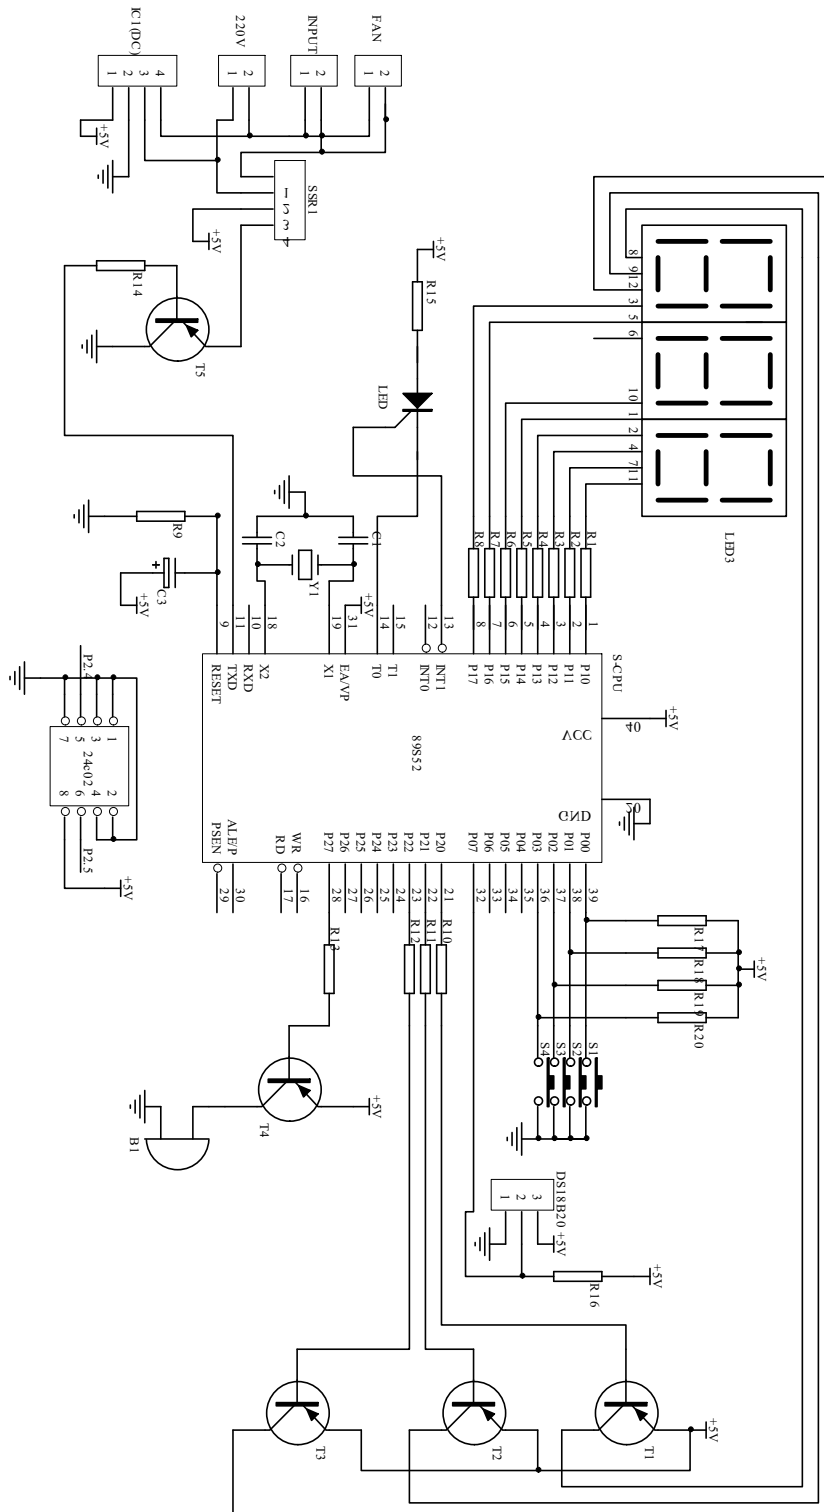 IC1(DC)
1 2 3 4
+5V
220V
1 2
INPUT
1 2
FAN
1 2
SSR1
1 2 3 4
+5V
R14
T5
+5V
R15
LED
8 9 12 3 5 6 10 1 2 4 7 11
LED3
R8 R7 R6 R5 R4 R3 R2 R1
R9
+5V
C3
C2
C1
Y1
+5V
9 11 10 18 19 31 14 15 12 13 8 7 6 5 4 3 2 1
S-CPU
RESET TXD RXD X2 X1 EA/VP T0 T1 INT0 INT1 P17 P16 P15 P14 P13 P12 P11 P10
89S52
VCC
40
+5V
GND
20
PSEN ALE/P RD WR P27 P26 P25 P24 P23 P22 P21 P20 P07 P06 P05 P04 P03 P02 P01 P00
29 30 17 16 28 27 26 25 24 23 22 21 32 33 34 35 36 37 38 39
P2.4
7 5 3 1
24c02
8 6 4 2
P2.5
+5V
R13
R12 R11 R10
R17
R18
R19
R20
+5V
S4 S3 S2 S1
T4
+5V
B1
DS18B20
1 2 3
+5V
R16
+5V
T3
T2
T1
+5V